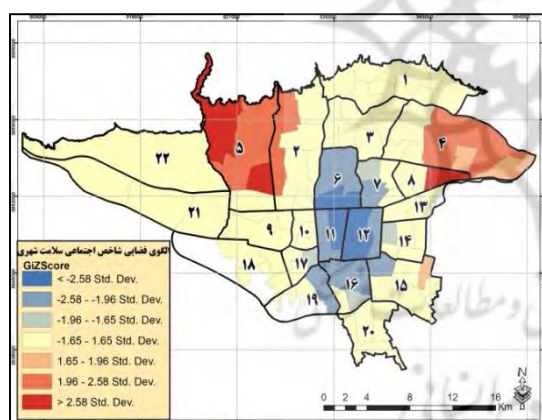 ۱
۲
۳
۴
۵
۶
۷
۸
۹
۱۰
۱۱
۱۲
۱۳
۱۴
۱۵
۱۶
۱۷
۱۸
۱۹
۲۰
۲۱
۲۲
الگوی فضایی شاخص اجتماعی سلامت شهری
GiZScore
< -2.58 Std. Dev.
-2.58 - -1.96 Std. Dev.
-1.96 - -1.65 Std. Dev.
-1.65 - 1.65 Std. Dev.
1.65 - 1.96 Std. Dev.
1.96 - 2.58 Std. Dev.
> 2.58 Std. Dev.
N
0 2 4 8 12 16
Km